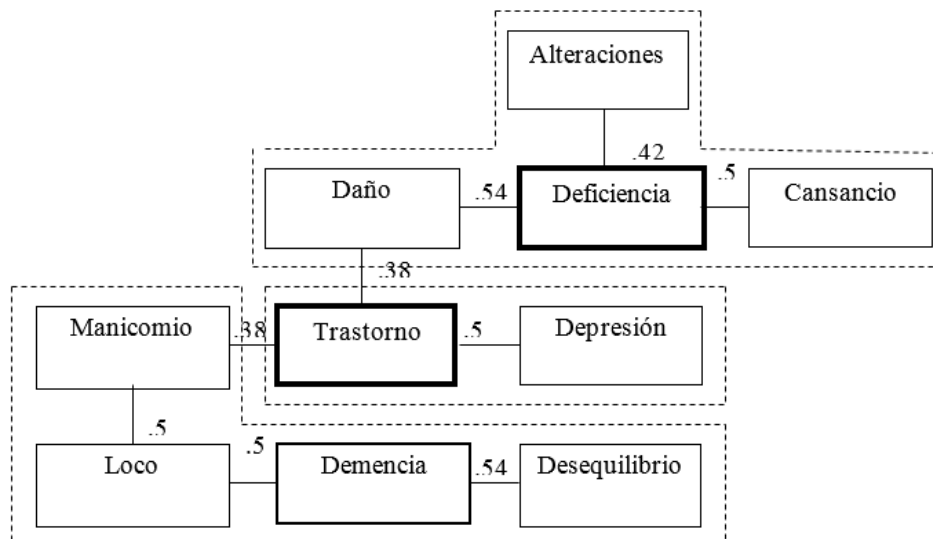 Alteraciones
.42
Daño
.54
Deficiencia
.5
Cansancio
.38
Manicomio
.38
Trastorno
.5
Depresión
.5
Loco
.5
Demencia
.54
Desequilibrio